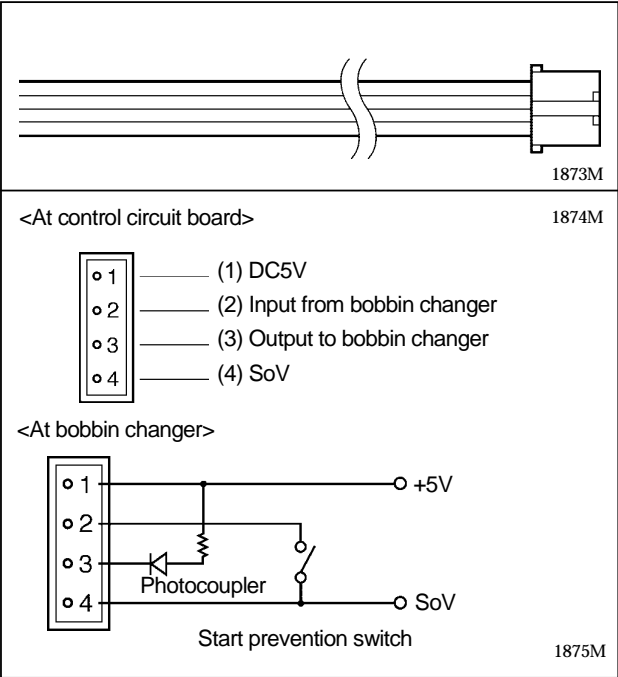 1873M
<At control circuit board>
1874M
1
(1) DC5V
2
(2) Input from bobbin changer
3
(3) Output to bobbin changer
4
(4) SoV
<At bobbin changer>
1
+5V
2
3
Photocoupler
4
SoV
Start prevention switch
1875M